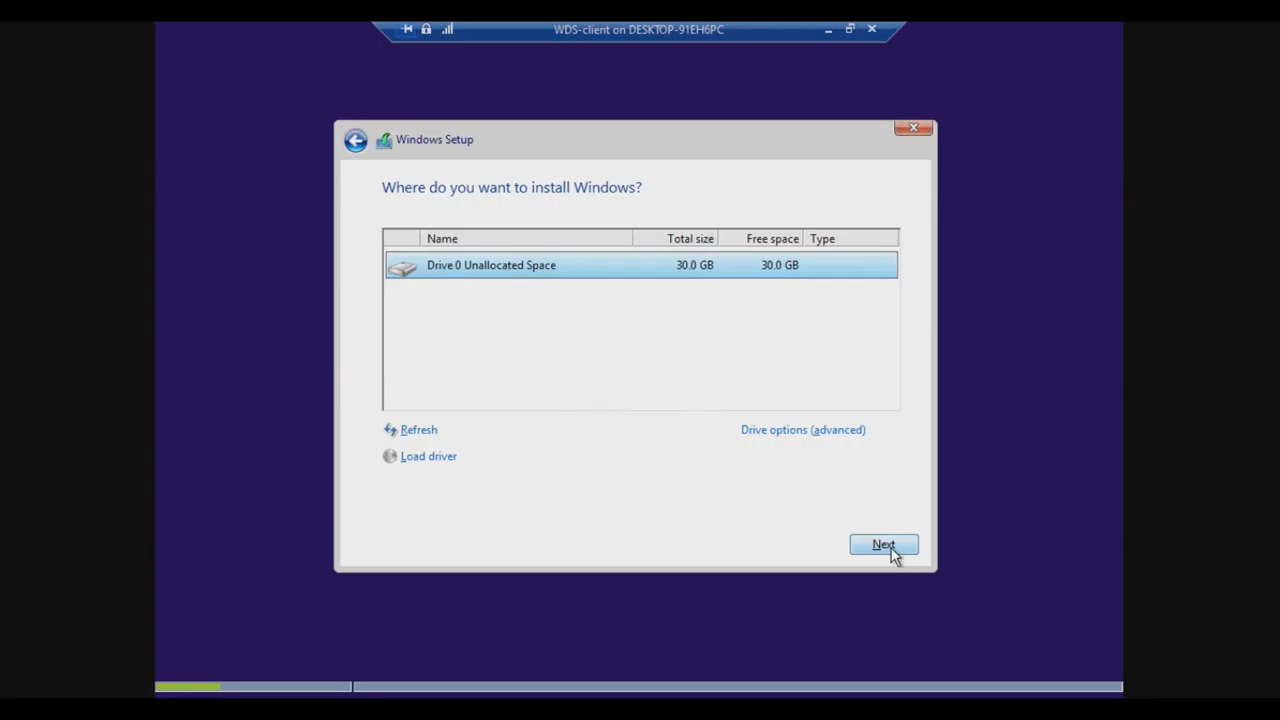 WDS-client on DESKTOP-91EH6PC
Windows Setup
Where do you want to install Windows?
Name Total size Free space Type
Drive 0 Unallocated Space 30.0 GB 30.0 GB
Refresh Drive options (advanced)
Load driver
Next